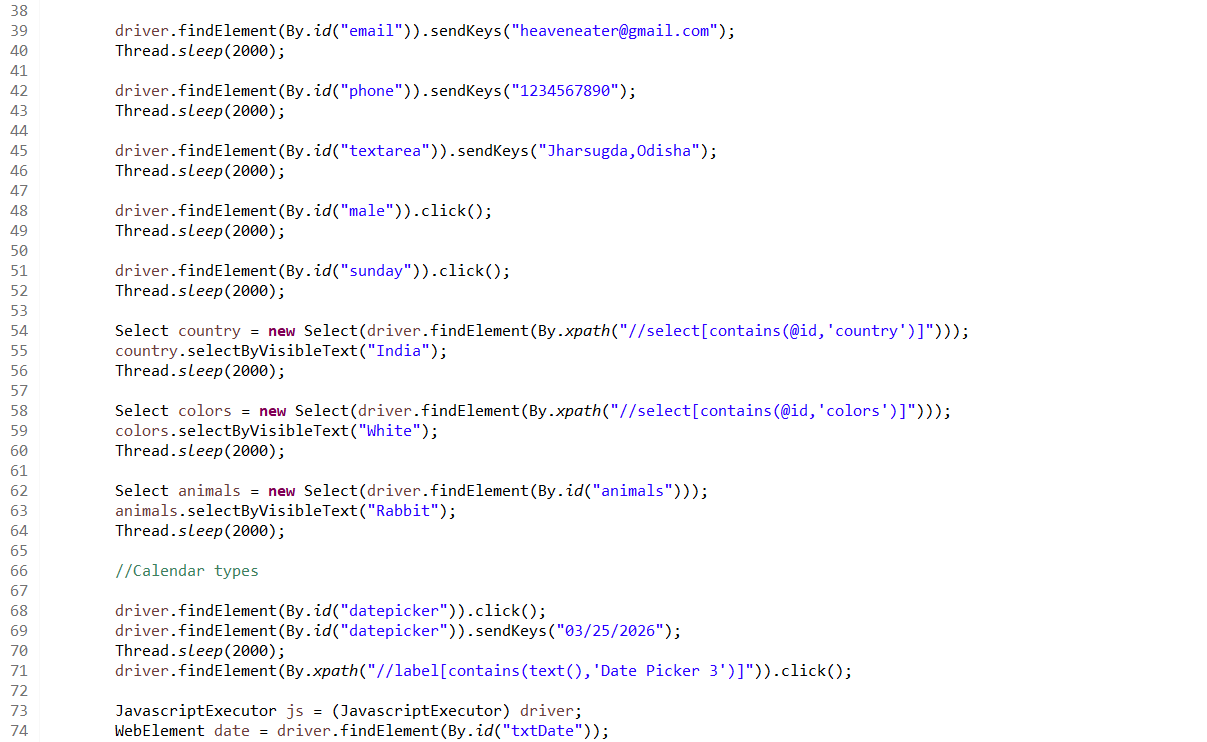 38
39 driver.findElement(By.id("email")).sendKeys("heaveneater@gmail.com");
40 Thread.sleep(2000);
41
42 driver.findElement(By.id("phone")).sendKeys("1234567890");
43 Thread.sleep(2000);
44
45 driver.findElement(By.id("textarea")).sendKeys("Jharsugda,Odisha");
46 Thread.sleep(2000);
47
48 driver.findElement(By.id("male")).click();
49 Thread.sleep(2000);
50
51 driver.findElement(By.id("sunday")).click();
52 Thread.sleep(2000);
53
54 Select country = new Select(driver.findElement(By.xpath("//select[contains(@id,'country')]")));
55 country.selectByVisibleText("India");
56 Thread.sleep(2000);
57
58 Select colors = new Select(driver.findElement(By.xpath("//select[contains(@id,'colors')]")));
59 colors.selectByVisibleText("White");
60 Thread.sleep(2000);
61
62 Select animals = new Select(driver.findElement(By.id("animals")));
63 animals.selectByVisibleText("Rabbit");
64 Thread.sleep(2000);
65
66 //Calendar types
67
68 driver.findElement(By.id("datepicker")).click();
69 driver.findElement(By.id("datepicker")).sendKeys("03/25/2026");
70 Thread.sleep(2000);
71 driver.findElement(By.xpath("//label[contains(text(),'Date Picker 3')]")).click();
72
73 JavascriptExecutor js = (JavascriptExecutor) driver;
74 WebElement date = driver.findElement(By.id("txtDate"));